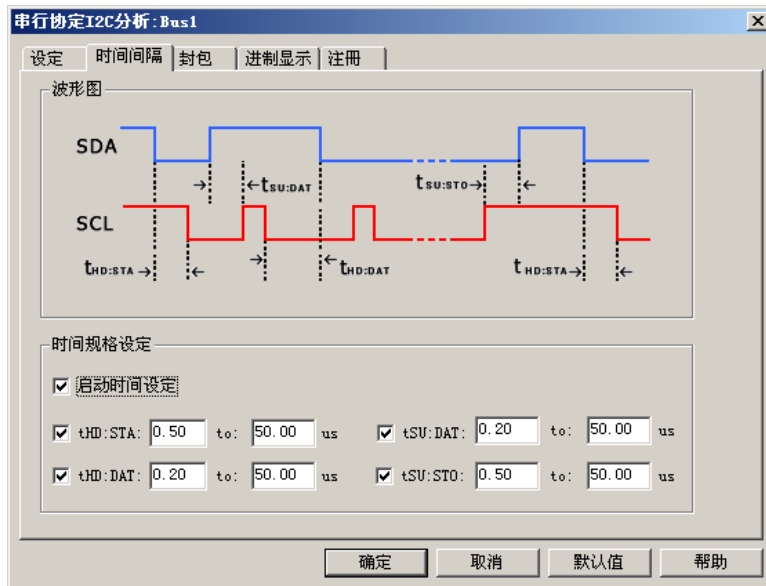 串行协定I2C分析:Bus1
设定 时间间隔 封包 进制显示 注册
波形图
SDA
tSU:DAT tSU:STO
SCL
tHD:STA tHD:DAT tHD:STA
时间规格设定
启动时间设定
tHD:STA: 0.50 to: 50.00 us tSU:DAT: 0.20 to: 50.00 us
tHD:DAT: 0.20 to: 50.00 us tSU:STO: 0.50 to: 50.00 us
确定 取消 默认值 帮助